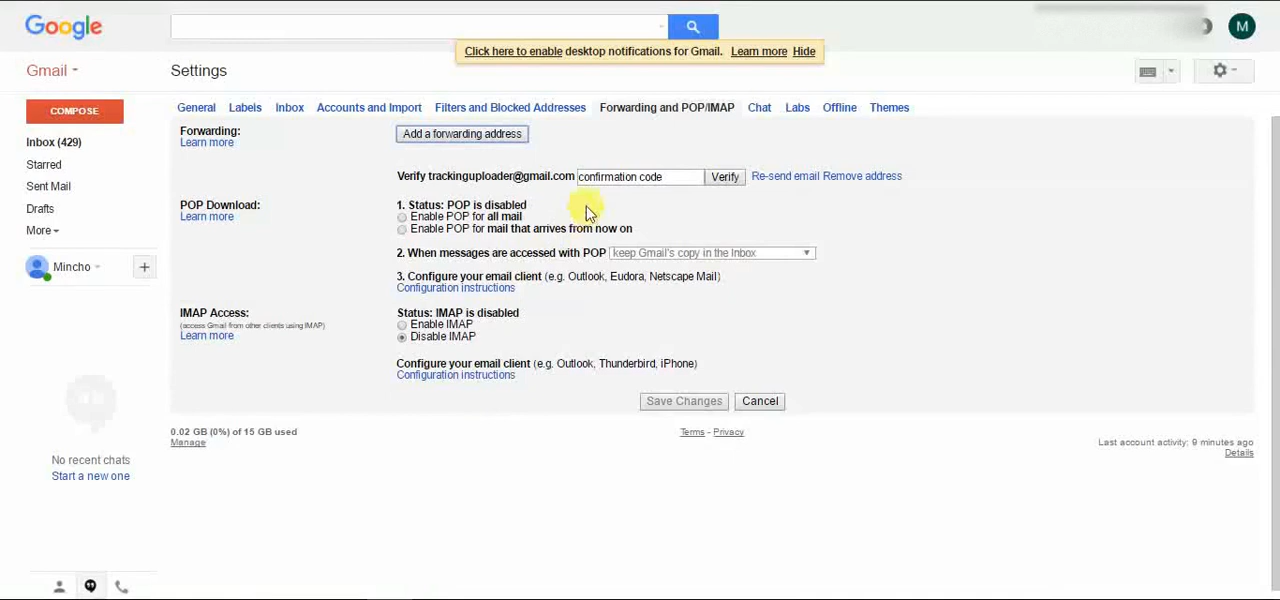 Google
M
Click here to enable desktop notifications for Gmail. Learn more Hide
Gmail
Settings
COMPOSE
General Labels Inbox Accounts and Import Filters and Blocked Addresses Forwarding and POP/IMAP Chat Labs Offline Themes
Inbox (429)
Starred
Sent Mail
Drafts
More
Mincho
+
Forwarding:
Learn more
Add a forwarding address
Verify trackinguploader@gmail.com confirmation code Verify Re-send email Remove address
POP Download:
Learn more
1. Status: POP is disabled
Enable POP for all mail
Enable POP for mail that arrives from now on
2. When messages are accessed with POP keep Gmail's copy in the Inbox
3. Configure your email client (e.g. Outlook, Eudora, Netscape Mail)
Configuration instructions
IMAP Access:
(access Gmail from other clients using IMAP)
Learn more
Status: IMAP is disabled
Enable IMAP
Disable IMAP
Configure your email client (e.g. Outlook, Thunderbird, iPhone)
Configuration instructions
Save Changes Cancel
0.02 GB (0%) of 15 GB used
Manage
Terms - Privacy
Last account activity: 9 minutes ago
Details
No recent chats
Start a new one